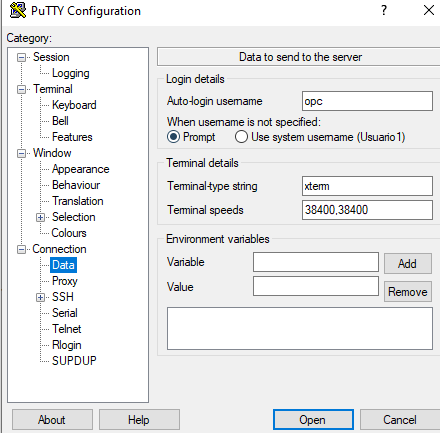 PuTTY Configuration
? ×
Category:
Session
Logging
Terminal
Keyboard
Bell
Features
Window
Appearance
Behaviour
Translation
Selection
Colours
Connection
Data
Proxy
SSH
Serial
Telnet
Rlogin
SUPDUP
Data to send to the server
Login details
Auto-login username opc
When username is not specified:
Prompt Use system username (Usuario1)
Terminal details
Terminal-type string xterm
Terminal speeds 38400,38400
Environment variables
Variable Add
Value Remove
About Help Open Cancel